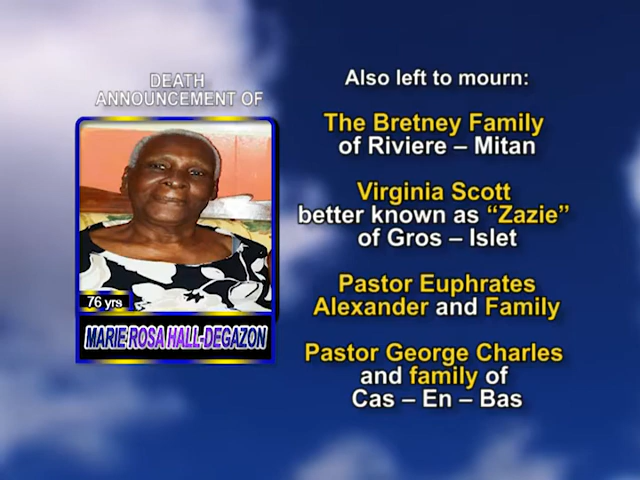 DEATH
ANNOUNCEMENT OF
76 yrs
MARIE ROSA HALL-DEGAZON
Also left to mourn:
The Bretney Family
of Riviere – Mitan
Virginia Scott
better known as “Zazie”
of Gros – Islet
Pastor Euphrates
Alexander and Family
Pastor George Charles
and family of
Cas – En – Bas